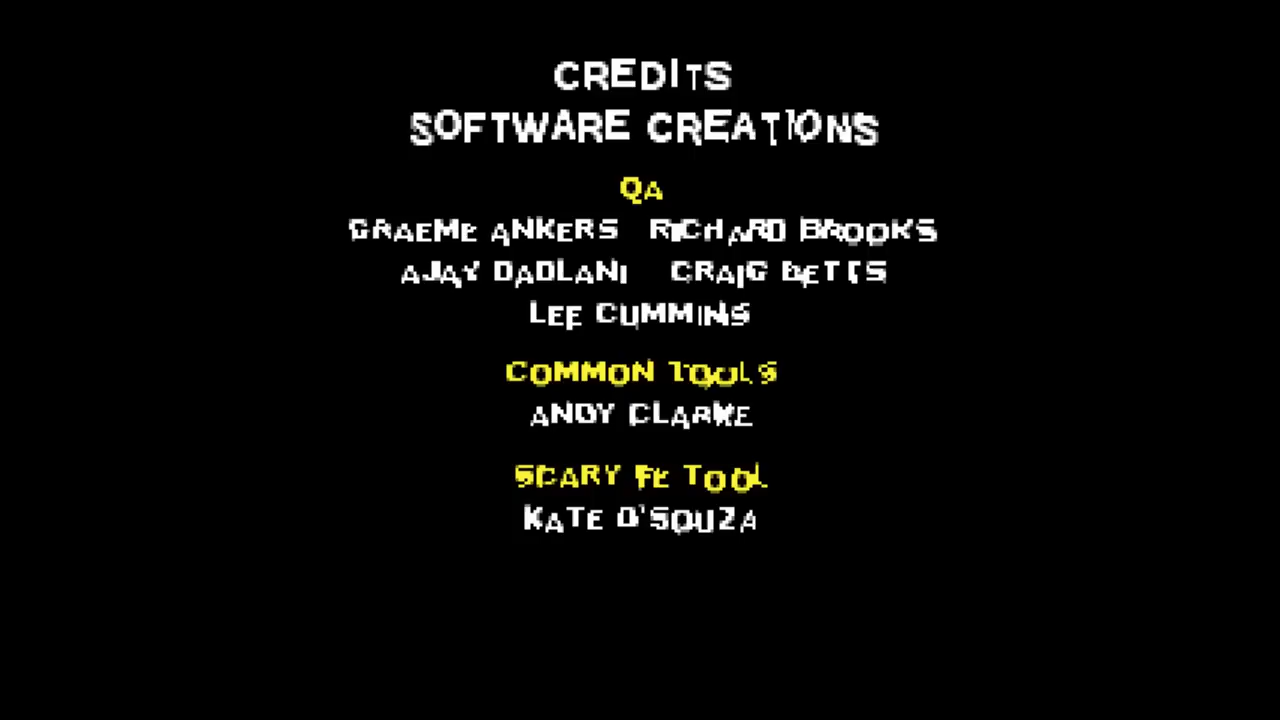 CREDITS
SOFTWARE CREATIONS
QA
GRAEME ANKERS RICHARD BROOKS
AJAY DADLANI CRAIG BETTS
LEE CUMMINS
COMMON TOOLS
ANDY CLARKE
SCARY FE TOOL
KATE D'SOUZA